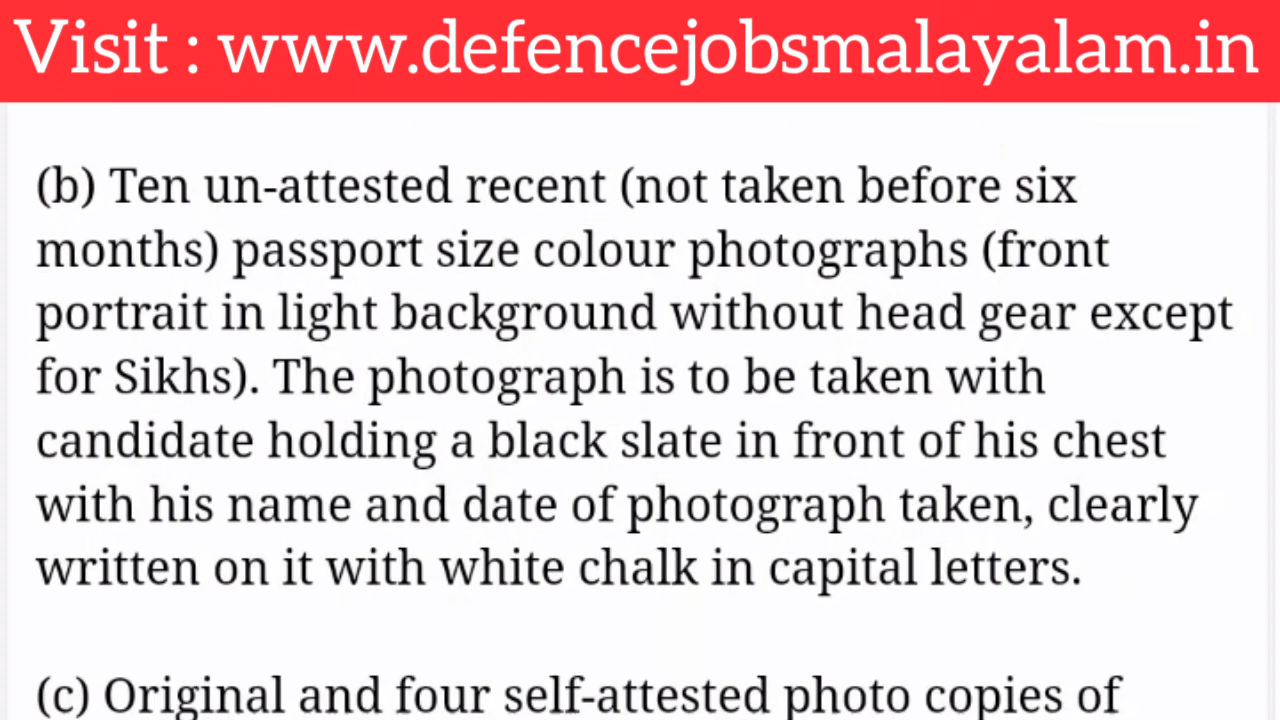 Visit : www.defencejobsmalayalam.in
(b) Ten un-attested recent (not taken before six
months) passport size colour photographs (front
portrait in light background without head gear except
for Sikhs). The photograph is to be taken with
candidate holding a black slate in front of his chest
with his name and date of photograph taken, clearly
written on it with white chalk in capital letters.
(c) Original and four self-attested photo copies of